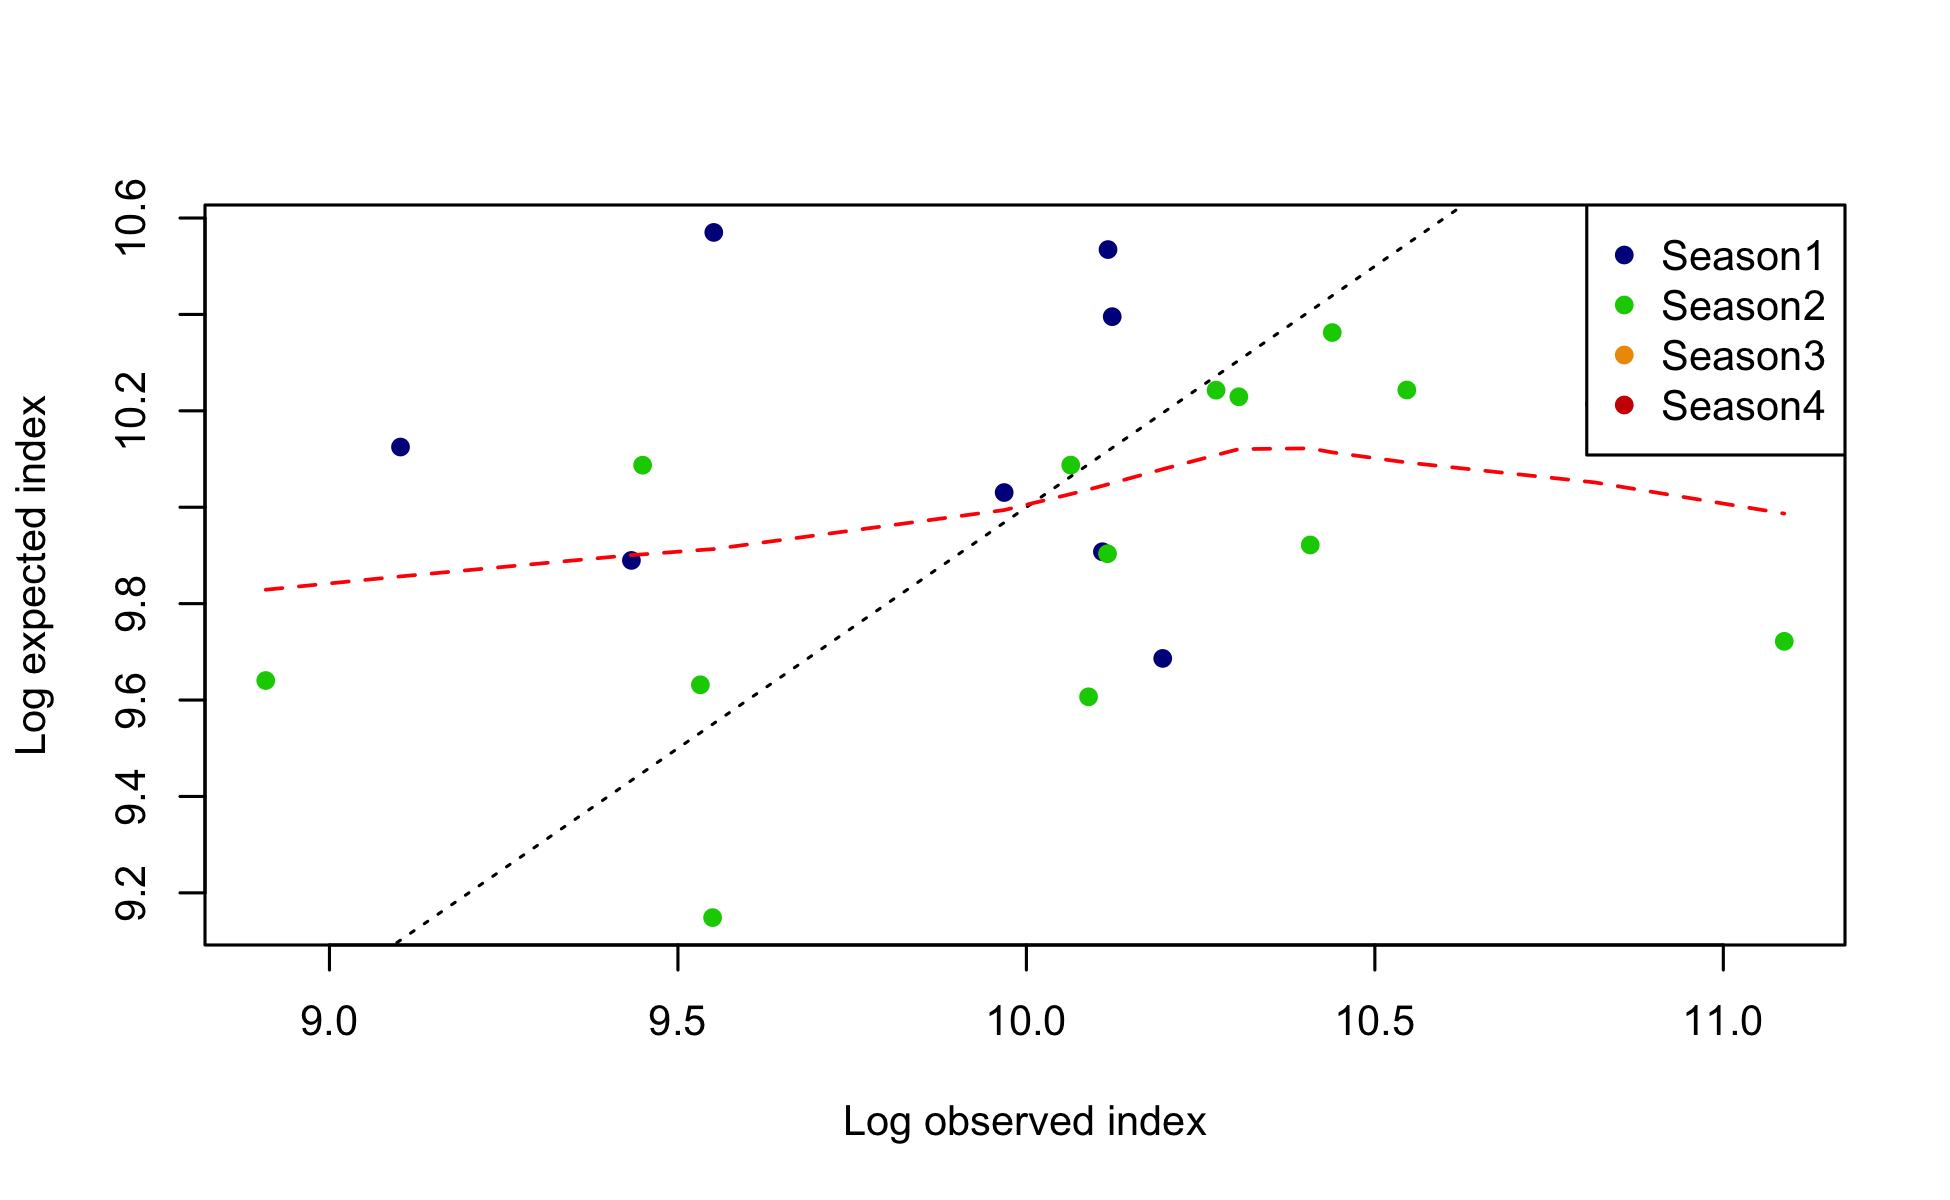 Log expected index
10.6
10.2
9.8
9.6
9.4
9.2
Season1
Season2
Season3
Season4
9.0
9.5
10.0
10.5
11.0
Log observed index